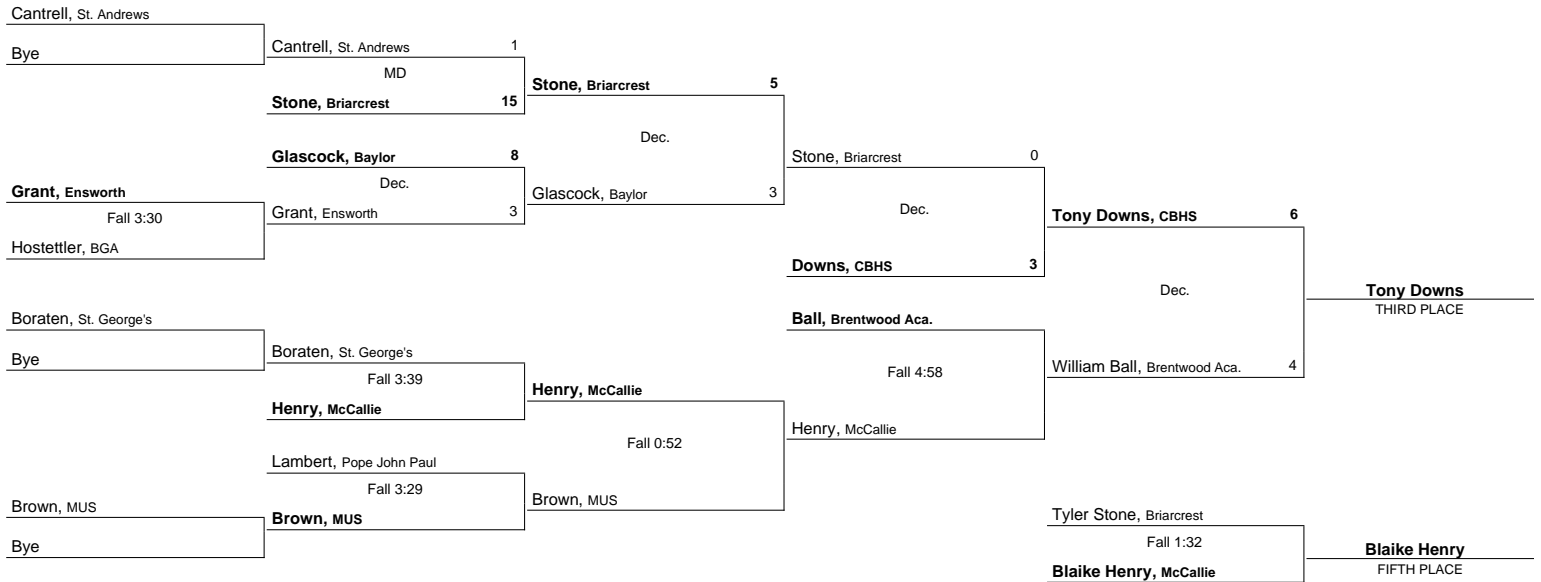 Cantrell, St. Andrews
Bye
Cantrell, St. Andrews 1
MD
Stone, Briarcrest 15
Glascock, Baylor 8
Dec.
Grant, Ensworth 3
Grant, Ensworth
Fall 3:30
Hostettler, BGA
Stone, Briarcrest 5
Dec.
Glascock, Baylor 3
Stone, Briarcrest 0
Dec.
Downs, CBHS 3
Tony Downs, CBHS 6
Dec.
William Ball, Brentwood Aca. 4
Tony Downs
THIRD PLACE
Boraten, St. George's
Bye
Boraten, St. George's
Fall 3:39
Henry, McCallie
Lambert, Pope John Paul
Fall 3:29
Brown, MUS
Brown, MUS
Bye
Henry, McCallie
Fall 0:52
Brown, MUS
Ball, Brentwood Aca.
Fall 4:58
Henry, McCallie
Tyler Stone, Briarcrest
Fall 1:32
Blaike Henry, McCallie
Blaike Henry
FIFTH PLACE